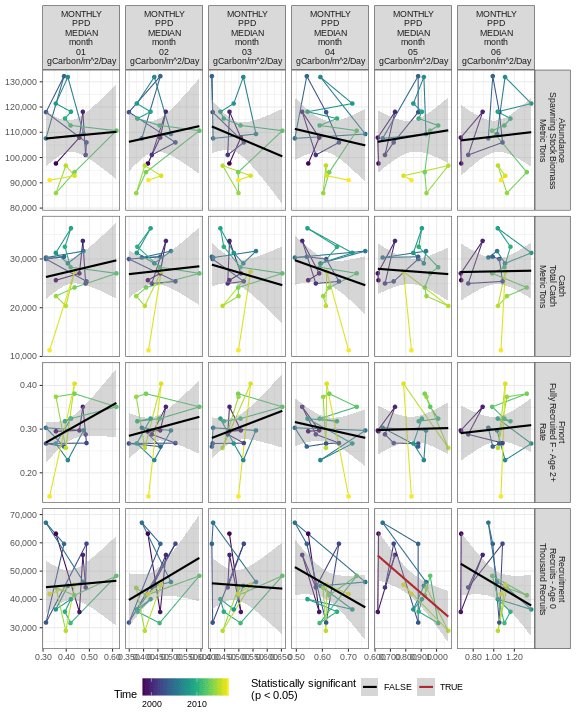 MONTHLY
PPD
MEDIAN
month
01
gCarbon/m^2/Day
MONTHLY
PPD
MEDIAN
month
02
gCarbon/m^2/Day
MONTHLY
PPD
MEDIAN
month
03
gCarbon/m^2/Day
MONTHLY
PPD
MEDIAN
month
04
gCarbon/m^2/Day
MONTHLY
PPD
MEDIAN
month
05
gCarbon/m^2/Day
MONTHLY
PPD
MEDIAN
month
06
gCarbon/m^2/Day
130,000
120,000
110,000
100,000
90,000
80,000
Abundance
Spawning Stock Biomass
Metric Tons
30,000
20,000
10,000
Catch
Total Catch
Metric Tons
0.40
0.30
0.20
Fmort
Fully Recruited F - Age 2+
Rate
70,000
60,000
50,000
40,000
30,000
Recruitment
Recruits - Age 0
Thousand Recruits
0.30 0.40 0.50 0.60
0.50 0.60 0.70
0.80 1.00 1.20
Time
2000 2010
Statistically significant
(p < 0.05)
FALSE
TRUE